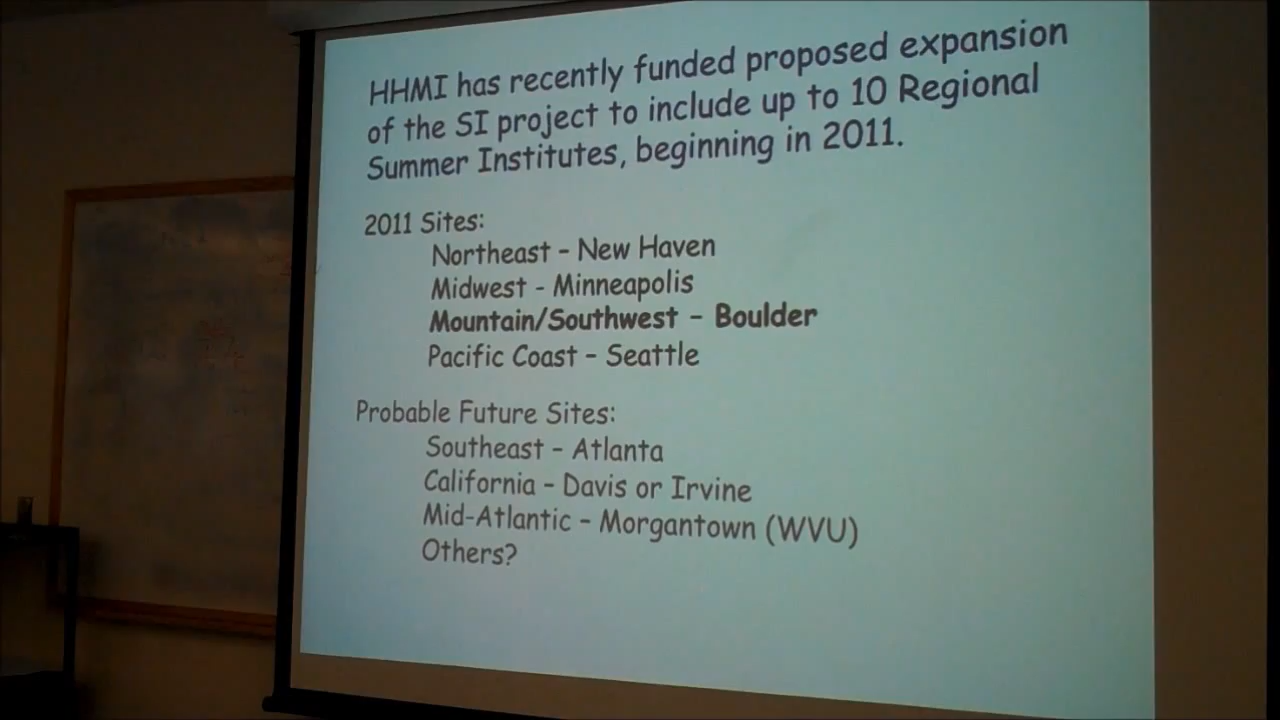 HHMI has recently funded proposed expansion
of the SI project to include up to 10 Regional
Summer Institutes, beginning in 2011.
2011 Sites:
Northeast – New Haven
Midwest - Minneapolis
Mountain/Southwest – Boulder
Pacific Coast – Seattle
Probable Future Sites:
Southeast – Atlanta
California – Davis or Irvine
Mid-Atlantic – Morgantown (WVU)
Others?